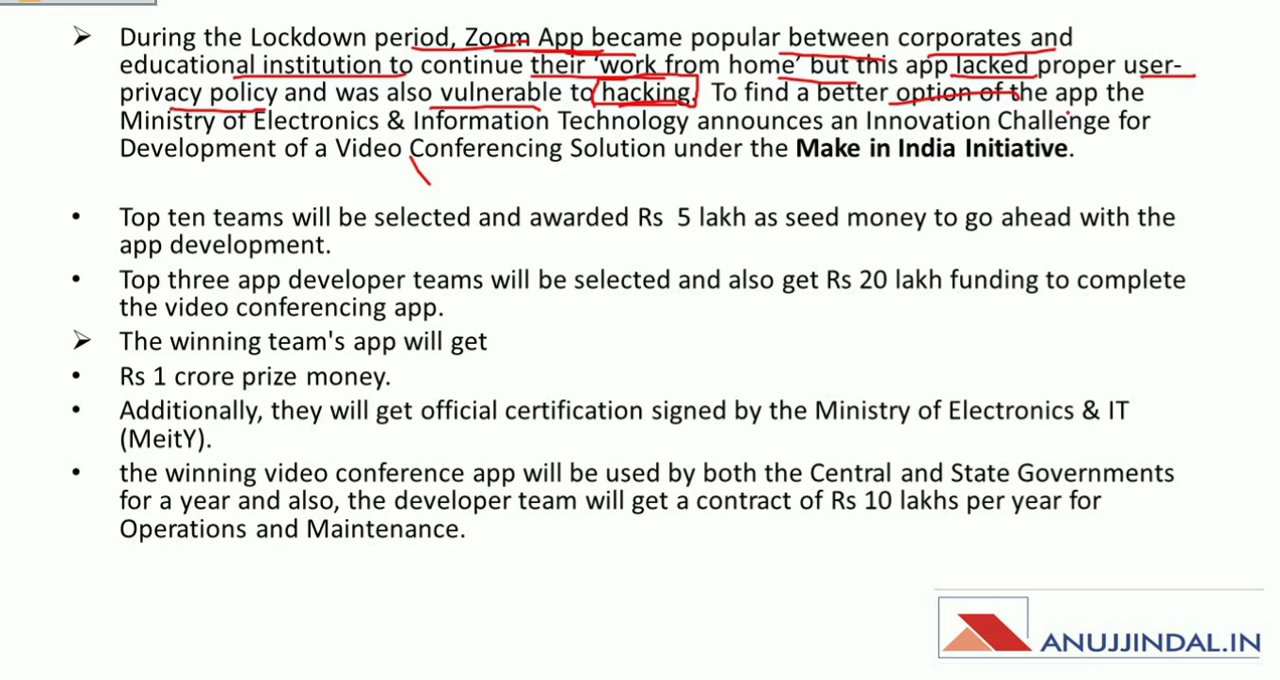 ➤ During the Lockdown period, Zoom App became popular between corporates and
educational institution to continue their 'work from home' but this app lacked proper user-
privacy policy and was also vulnerable to hacking. To find a better option of the app the
Ministry of Electronics & Information Technology announces an Innovation Challenge for
Development of a Video Conferencing Solution under the Make in India Initiative.
• Top ten teams will be selected and awarded Rs 5 lakh as seed money to go ahead with the
app development.
• Top three app developer teams will be selected and also get Rs 20 lakh funding to complete
the video conferencing app.
➤ The winning team's app will get
• Rs 1 crore prize money.
• Additionally, they will get official certification signed by the Ministry of Electronics & IT
(MeitY).
• the winning video conference app will be used by both the Central and State Governments
for a year and also, the developer team will get a contract of Rs 10 lakhs per year for
Operations and Maintenance.
ANUJJINDAL.IN